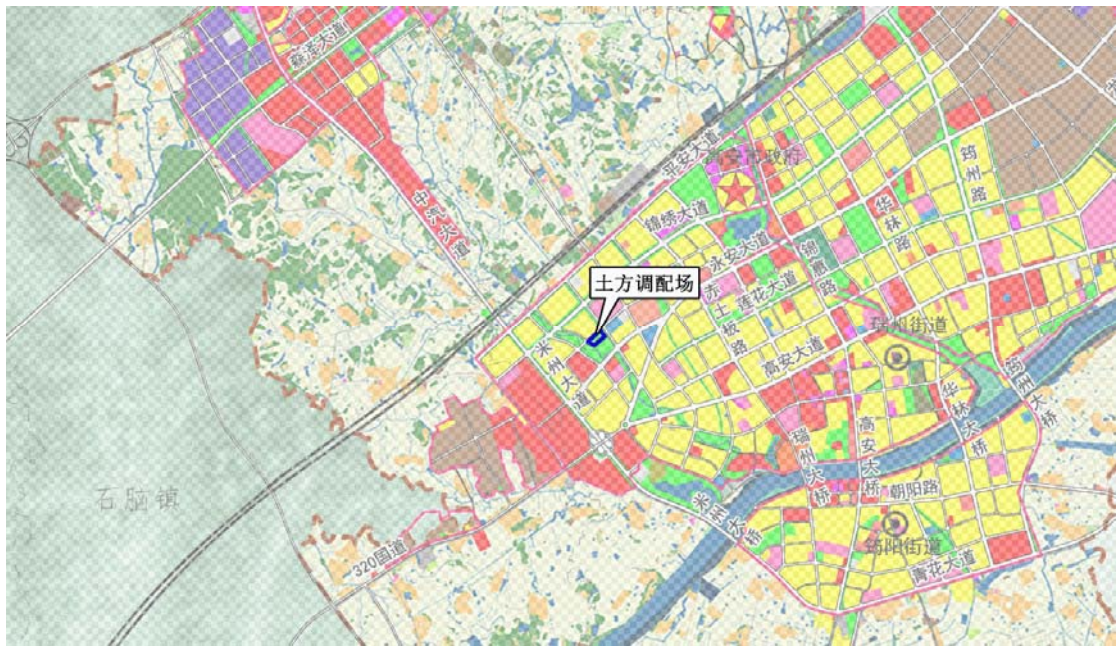 蔡泽大道
平安大道
高安市政府
筠州路
中汽大道
锦绣大道
华林路
永安大道
锦惠路
土方调配场
赤土板路
莲花大道
瑞州街道
米州大道
高安大道
筠州大桥
华林大桥
瑞州大桥
高安大桥
石脑镇
朝阳路
米州大桥
筠阳街道
320国道
青花大道